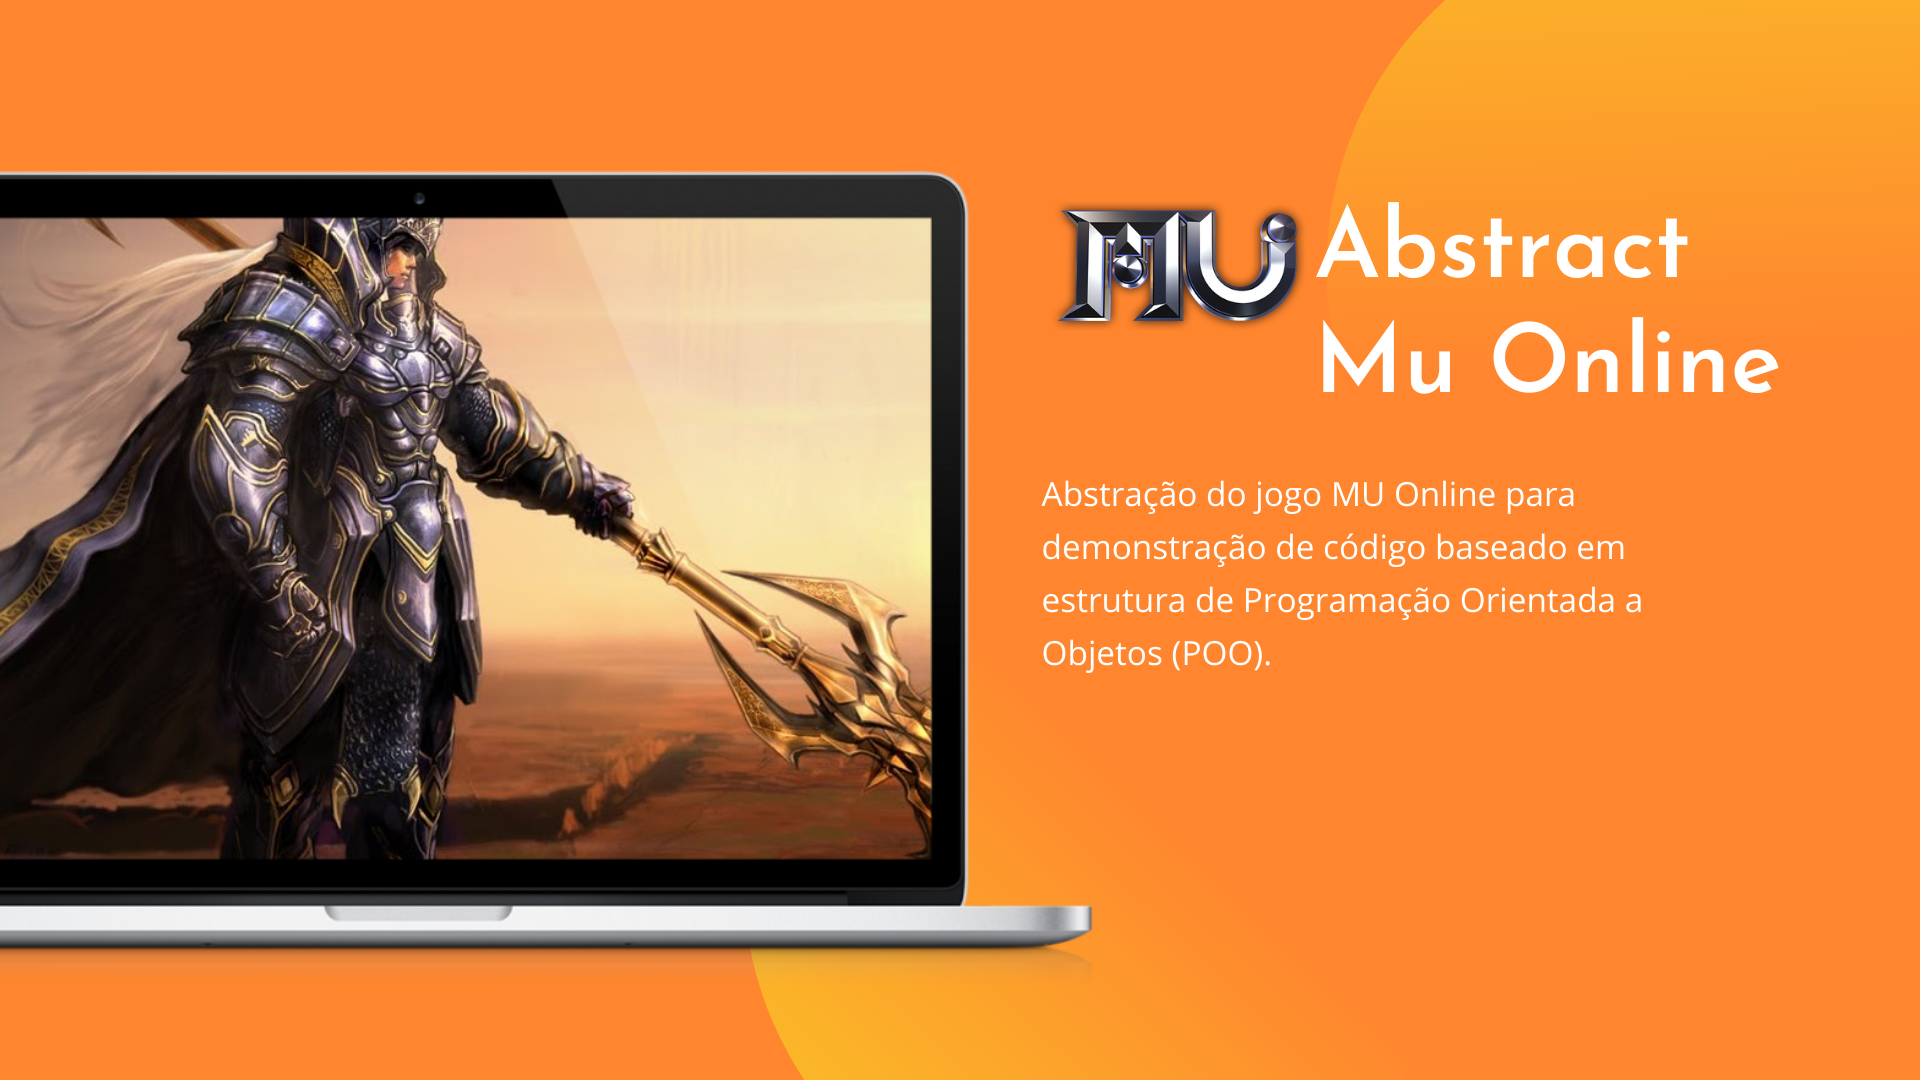 MU
Abstract
Mu Online
Abstração do jogo MU Online para
demonstração de código baseado em
estrutura de Programação Orientada a
Objetos (POO).